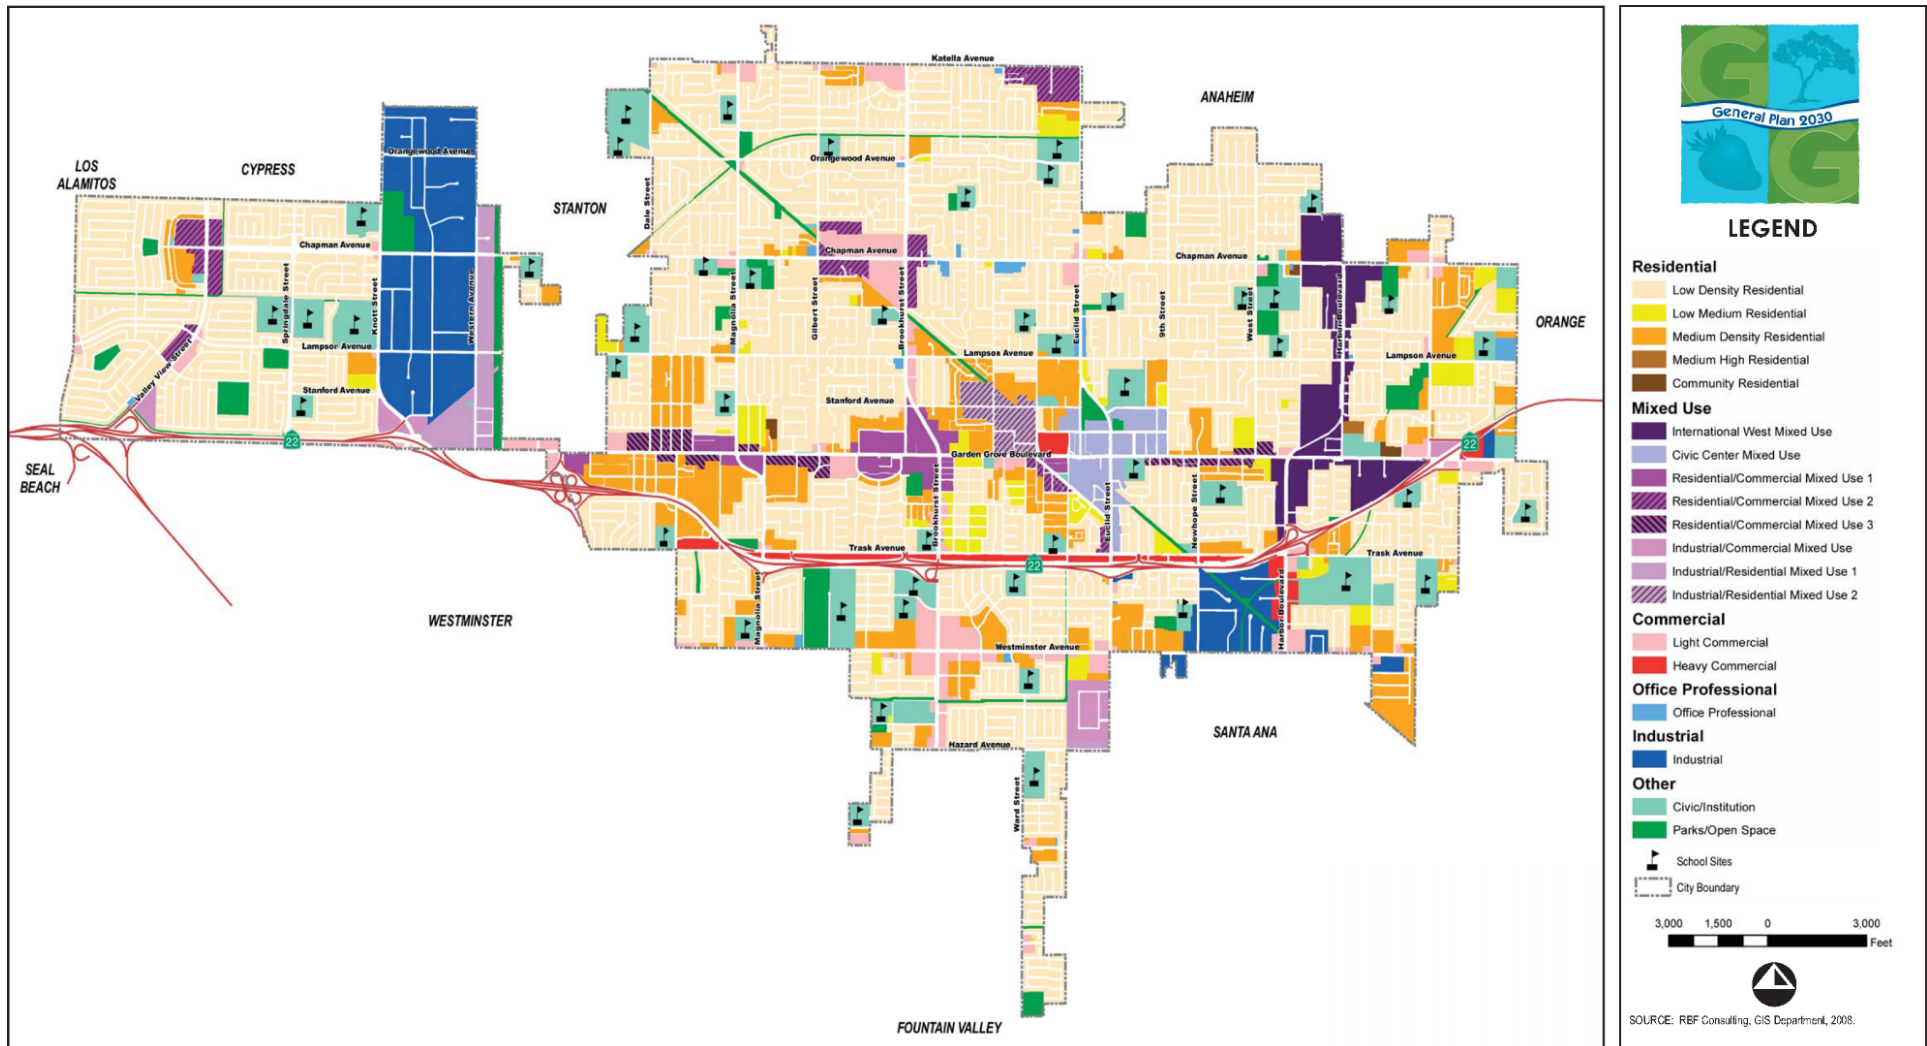 Katella Avenue
ANAHEIM
LOS
ALAMITOS
CYPRESS
Orangewood Avenue
STANTON
Orangewood Avenue
Dale Street
Chapman Avenue
Chapman Avenue
Chapman Avenue
Springdale Street
Knott Street
Western Avenue
Magnolia Street
Gilbert Street
Brookhurst Street
Euclid Street
9th Street
West Street
Harbor Boulevard
ORANGE
Lampson Avenue
Lampson Avenue
Lampson Avenue
Valley View Street
Stanford Avenue
Stanford Avenue
22
22
SEAL
BEACH
Garden Grove Boulevard
Brookhurst Street
Euclid Street
Newhope Street
Trask Avenue
Trask Avenue
22
Magnolia Street
Harbor Boulevard
WESTMINSTER
Westminster Avenue
SANTA ANA
Hazard Avenue
Ward Street
FOUNTAIN VALLEY
G
General Plan 2030
G
LEGEND
Residential
Low Density Residential
Low Medium Residential
Medium Density Residential
Medium High Residential
Community Residential
Mixed Use
International West Mixed Use
Civic Center Mixed Use
Residential/Commercial Mixed Use 1
Residential/Commercial Mixed Use 2
Residential/Commercial Mixed Use 3
Industrial/Commercial Mixed Use
Industrial/Residential Mixed Use 1
Industrial/Residential Mixed Use 2
Commercial
Light Commercial
Heavy Commercial
Office Professional
Office Professional
Industrial
Industrial
Other
Civic/Institution
Parks/Open Space
School Sites
City Boundary
3,000 1,500 0 3,000
Feet
SOURCE: RBF Consulting, GIS Department, 2008.